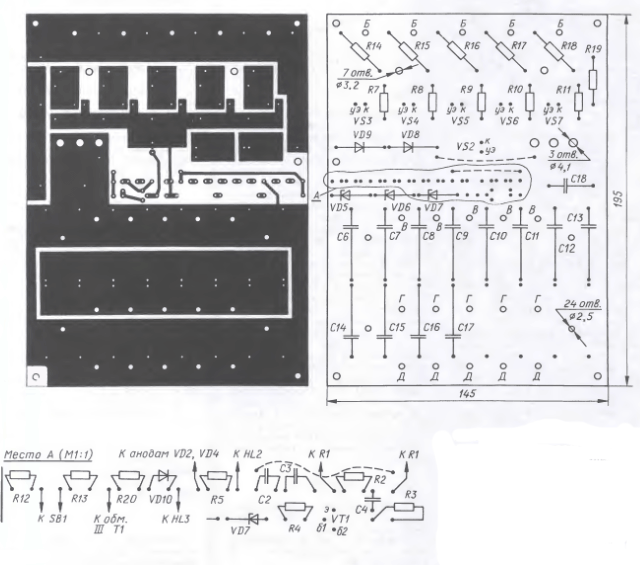 Б Б Б Б Б
R14 R15 R16 R17 R18 R19
7 отв.
ø3,2
R7 R8 R9 R10 R11
уэ к уэ к уэ к уэ к уэ к
VS3 VS4 VS5 VS6 VS7
VD9 VD8 VS2 к
уэ
3 отв.
ø4,1
C18
А
VD5 VD6 VD7
В В В В В
C6 C7 C8 C9 C10 C11 C13
C12
195
Г Г Г Г Г
24 отв.
ø2,5
C14 C15 C16 C17
Д Д Д Д Д
145
Место А (М1:1)
К анодам VD2, VD4 К HL2 К R1 К R1
C3
R2
R12 R13 R20 VD10 R5 C2 C4 R3
К SB1 К обм. К HL3
III T1
VD7 R4 э VT1
б1 б2